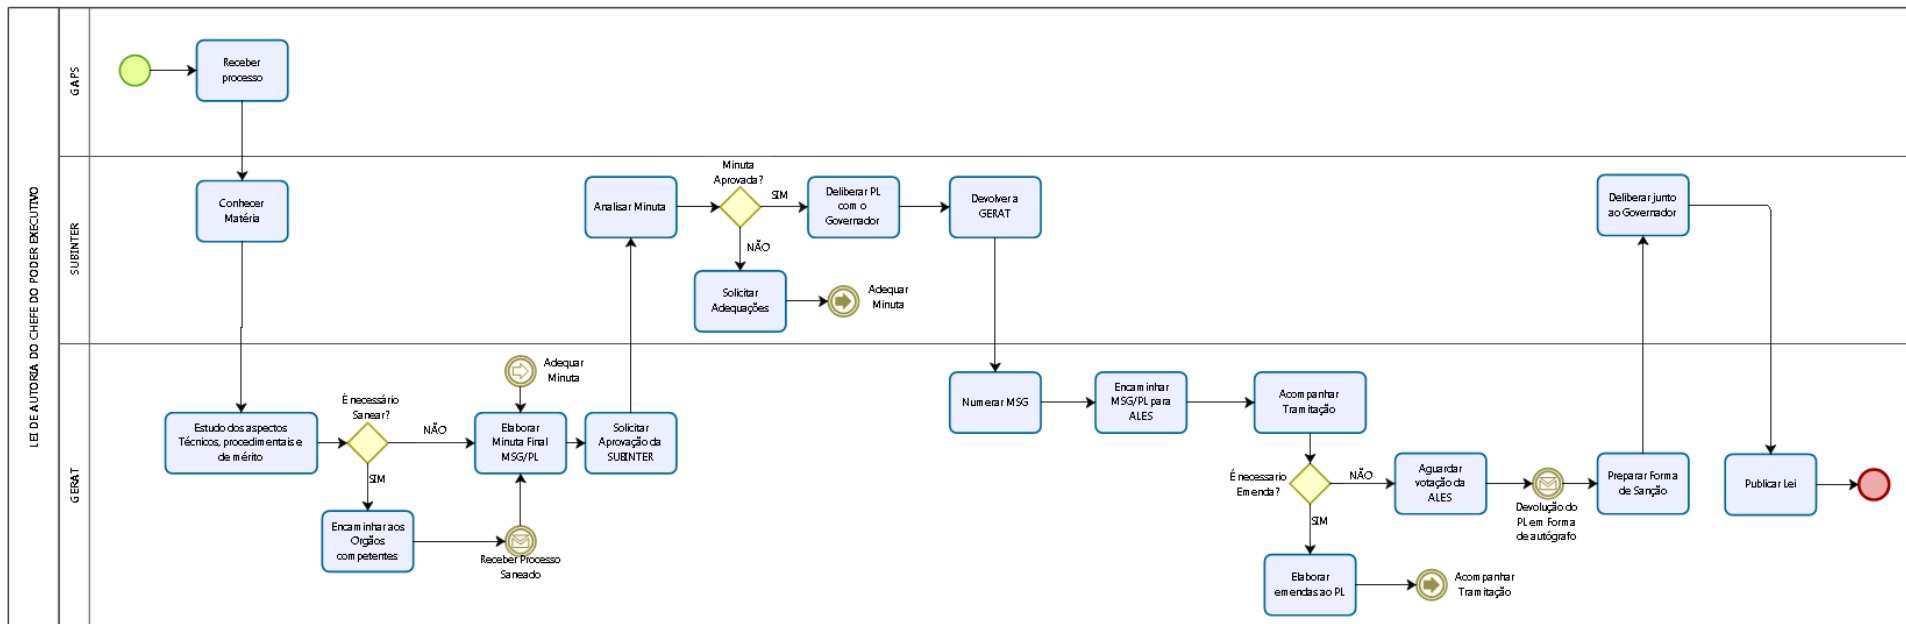 LEI DE AUTORIA DO CHEFE DO PODER EXECUTIVO
GAPS
Receber
processo
SUBINTER
Conhecer
Matéria
Analisar Minuta
Minuta
Aprovada?
SIM
NÃO
Deliberar PL
com o
Governador
Devolver a
GERAT
Solicitar
Adequações
Adequar
Minuta
Deliberar junto
ao Governador
GERAT
Estudo dos aspectos
Técnicos, procedimentais e
de mérito
É necessário
Sanear?
NÃO
SIM
Encaminhar aos
Orgãos
competentes
Receber Processo
Saneado
Adequar
Minuta
Elaborar
Minuta Final
MSG/PL
Solicitar
Aprovação da
SUBINTER
Numerar MSG
Encaminhar
MSG/PL para
ALES
Acompanhar
Tramitação
É necessario
Emenda?
NÃO
SIM
Elaborar
emendas ao PL
Acompanhar
Tramitação
Aguardar
votação da
ALES
Devolução do
PL em Forma
de autógrafo
Preparar Forma
de Sanção
Publicar Lei